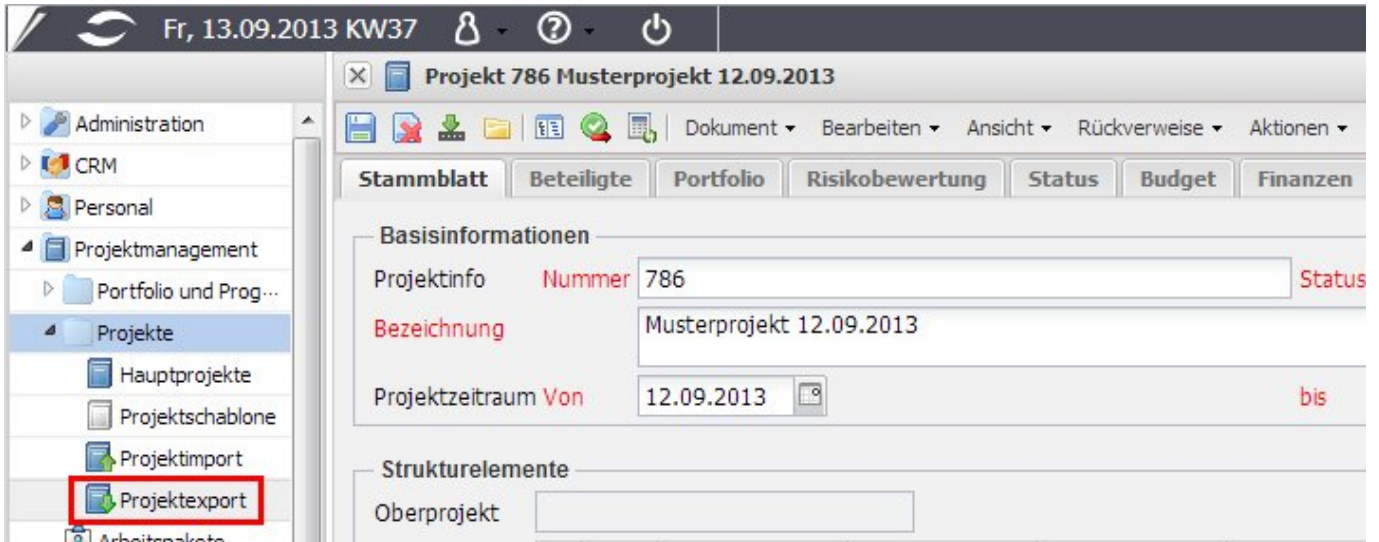 Fr, 13.09.2013 KW37
Projekt 786 Musterprojekt 12.09.2013
Administration
CRM
Personal
Projektmanagement
Portfolio und Prog...
Projekte
Hauptprojekte
Projektschablone
Projektimport
Projektexport
Arbeitspakete
Dokument Bearbeiten Ansicht Rückverweise Aktionen
Stammblatt Beteiligte Portfolio Risikobewertung Status Budget Finanzen
Basisinformationen
Projektinfo Nummer 786 Status
Bezeichnung Musterprojekt 12.09.2013
Projektzeitraum Von 12.09.2013 bis
Strukturelemente
Oberprojekt